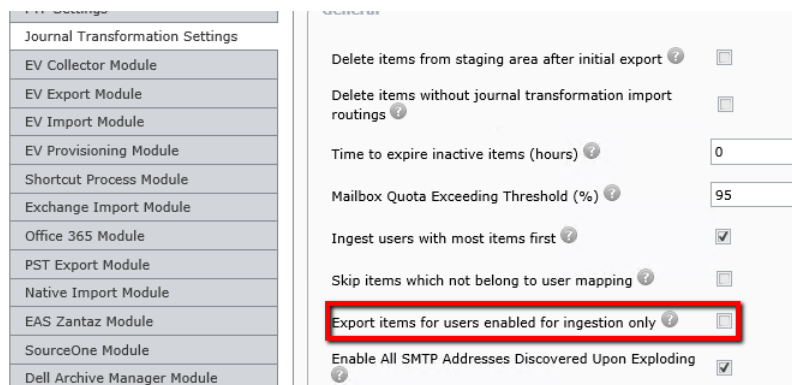 Journal Transformation Settings
EV Collector Module
EV Export Module
EV Import Module
EV Provisioning Module
Shortcut Process Module
Exchange Import Module
Office 365 Module
PST Export Module
Native Import Module
EAS Zantaz Module
SourceOne Module
Dell Archive Manager Module
General
Delete items from staging area after initial export ?
Delete items without journal transformation import
routings ?
Time to expire inactive items (hours) ? 0
Mailbox Quota Exceeding Threshold (%) ? 95
Ingest users with most items first ?
Skip items which not belong to user mapping ?
Export items for users enabled for ingestion only ?
Enable All SMTP Addresses Discovered Upon Exploding
?